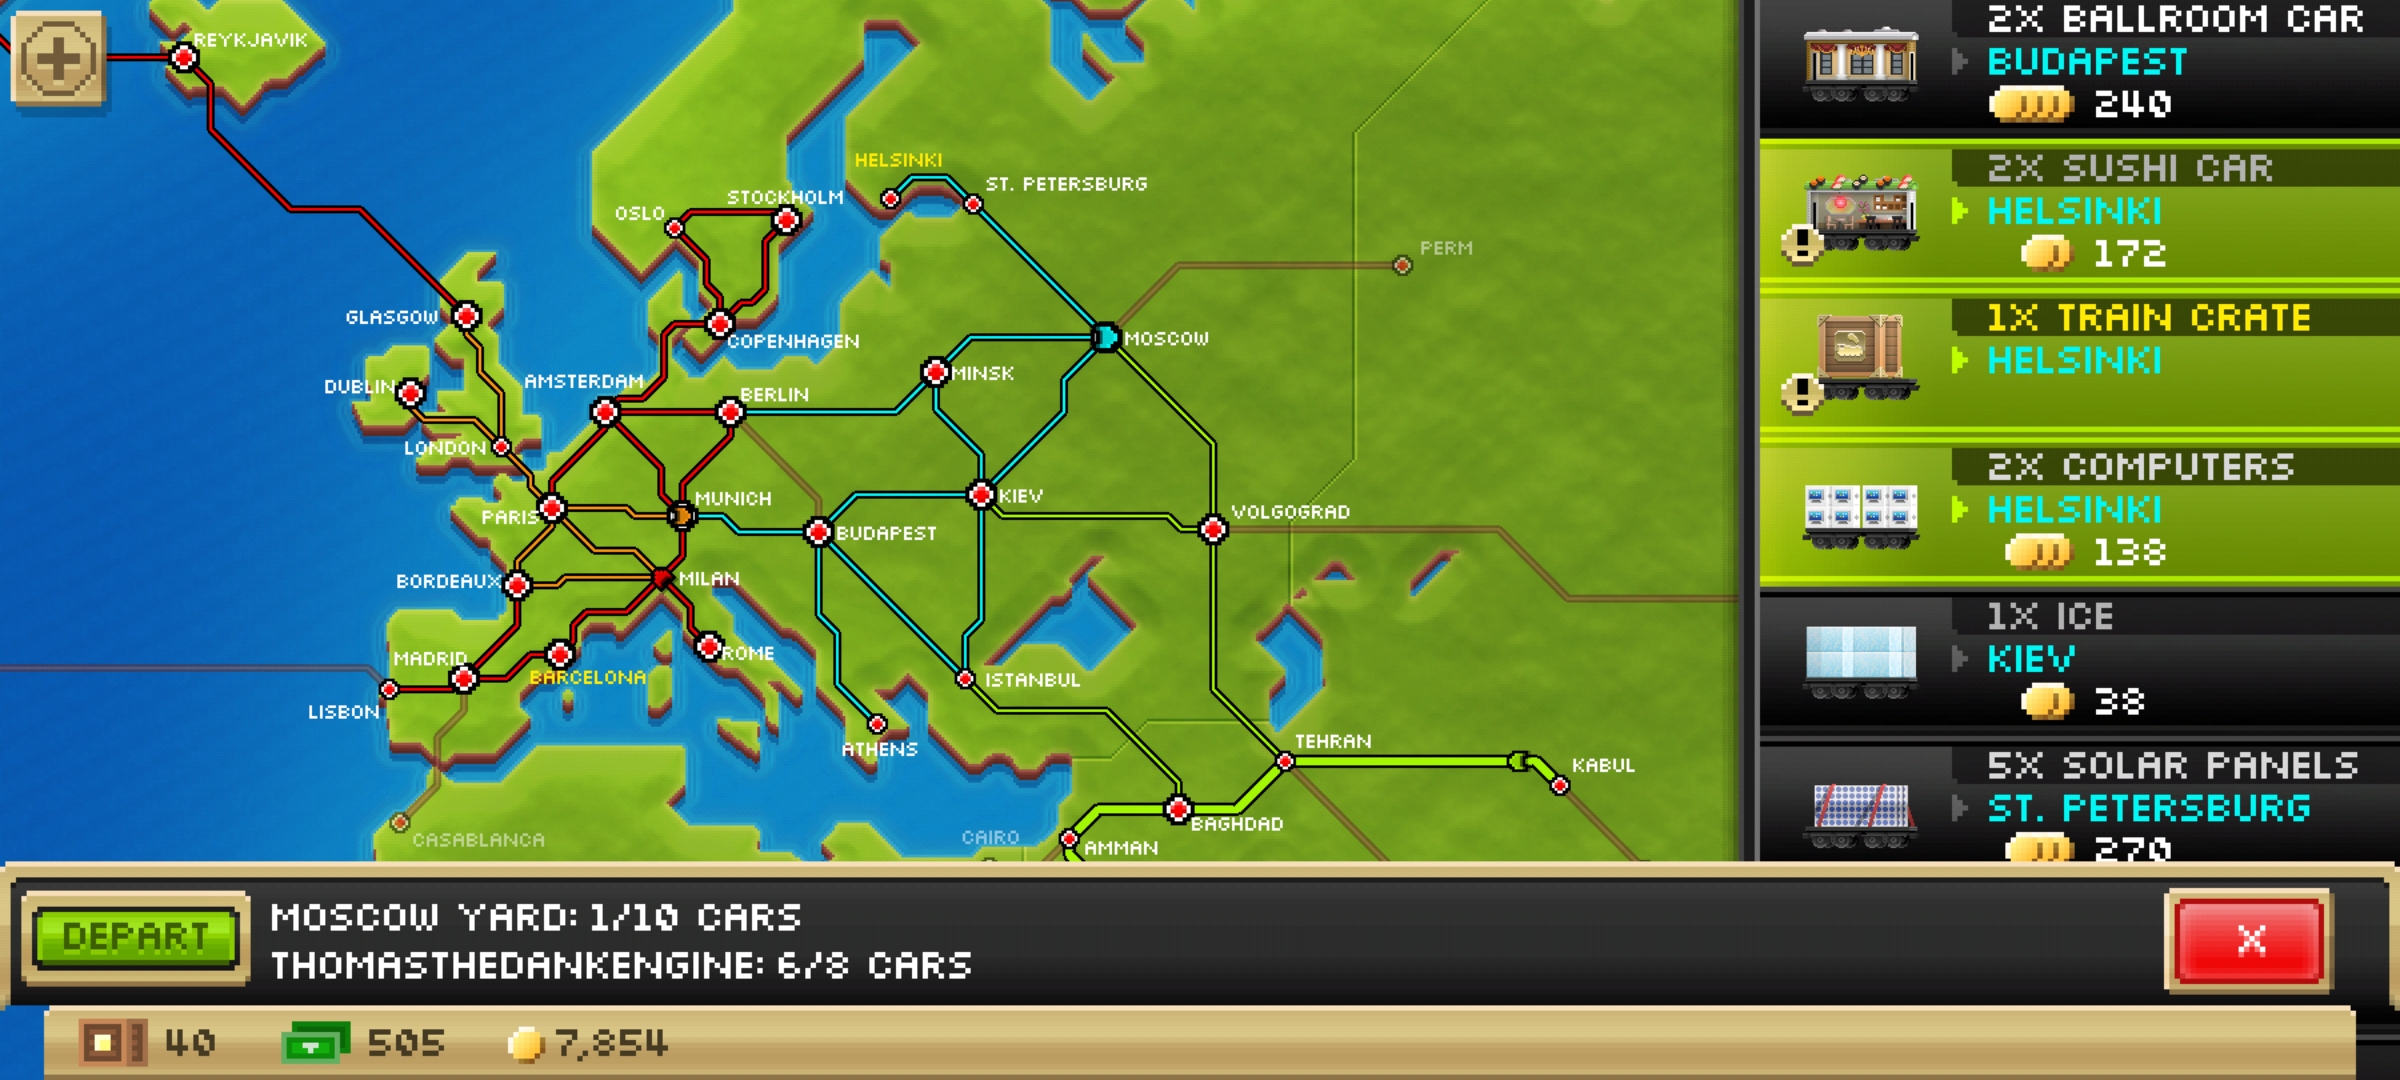 REYKJAVIK
HELSINKI
ST. PETERSBURG
STOCKHOLM
OSLO
PERM
GLASGOW
COPENHAGEN
MOSCOW
MINSK
DUBLIN
AMSTERDAM
BERLIN
LONDON
MUNICH
KIEV
PARIS
BUDAPEST
VOLGOGRAD
BORDEAUX
MILAN
MADRID
ROME
BARCELONA
ISTANBUL
LISBON
ATHENS
TEHRAN
KABUL
CASABLANCA
CAIRO
BAGHDAD
AMMAN
2X BALLROOM CAR
BUDAPEST
240
2X SUSHI CAR
HELSINKI
172
1X TRAIN CRATE
HELSINKI
2X COMPUTERS
HELSINKI
138
1X ICE
KIEV
38
5X SOLAR PANELS
ST. PETERSBURG
270
DEPART
MOSCOW YARD: 1/10 CARS
THOMASTHEDANKENGINE: 6/8 CARS
X
40
505
7,854